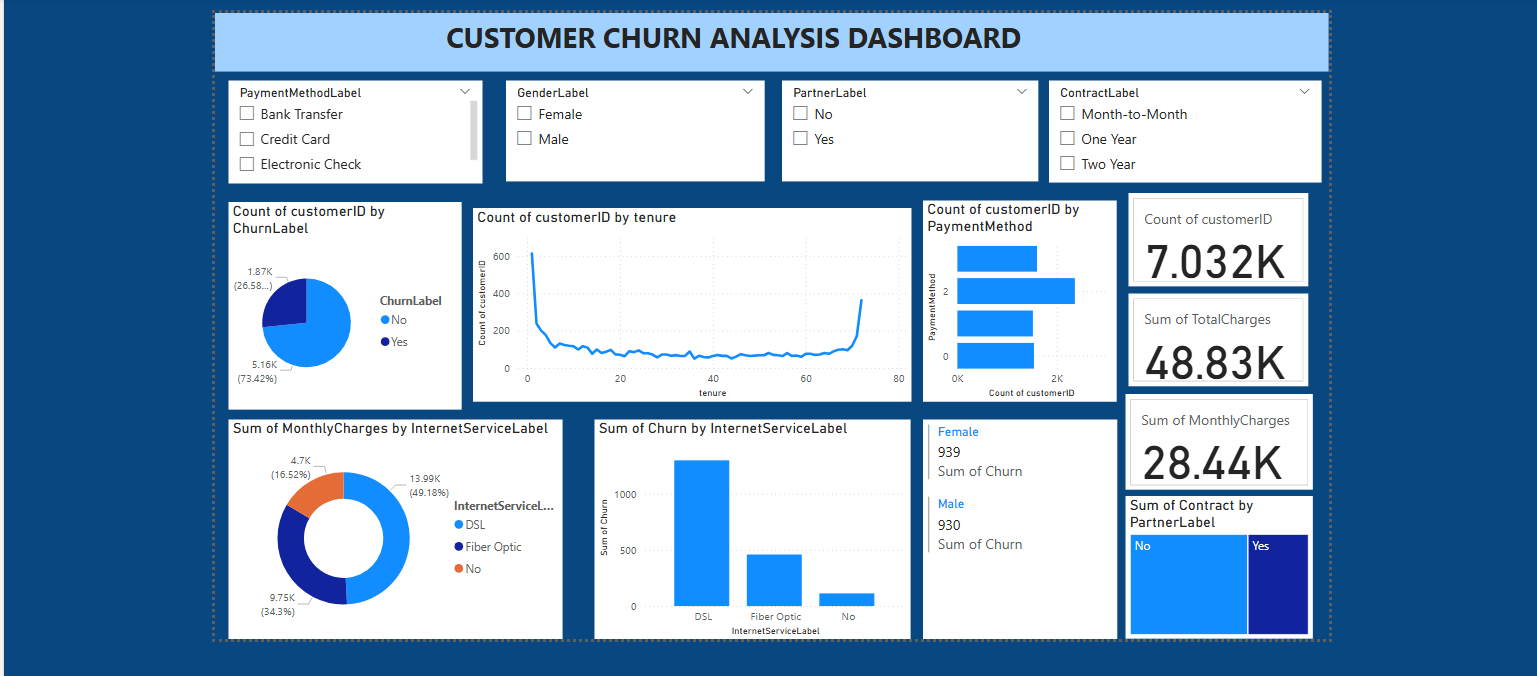 CUSTOMER CHURN ANALYSIS DASHBOARD
PaymentMethodLabel
Bank Transfer
Credit Card
Electronic Check
GenderLabel
Female
Male
PartnerLabel
No
Yes
ContractLabel
Month-to-Month
One Year
Two Year
Count of customerID by
ChurnLabel
1.87K
(26.58...)
5.16K
(73.42%)
ChurnLabel
No
Yes
Count of customerID by tenure
Count of customerID
600
400
200
0
0
20
40
60
80
tenure
Count of customerID by
PaymentMethod
PaymentMethod
2
0
0K
2K
Count of customerID
Count of customerID
7.032K
Sum of TotalCharges
48.83K
Sum of MonthlyCharges
28.44K
Sum of MonthlyCharges by InternetServiceLabel
4.7K
(16.52%)
13.99K
(49.18%)
9.75K
(34.3%)
InternetServiceL...
DSL
Fiber Optic
No
Sum of Churn by InternetServiceLabel
Sum of Churn
1000
500
0
DSL
Fiber Optic
No
InternetServiceLabel
Female
939
Sum of Churn
Male
930
Sum of Churn
Sum of Contract by
PartnerLabel
No
Yes